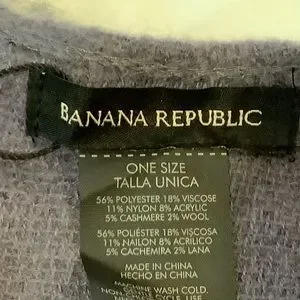 BANANA REPUBLIC
ONE SIZE
TALLA UNICA
56% POLYESTER 18% VISCOSE
11% NYLON 8% ACRYLIC
5% CASHMERE 2% WOOL
56% POLIÉSTER 18% VISCOSA
11% NAILON 8% ACRÍLICO
5% CACHEMIRA 2% LANA
MADE IN CHINA
HECHO EN CHINA
MACHINE WASH COLD.